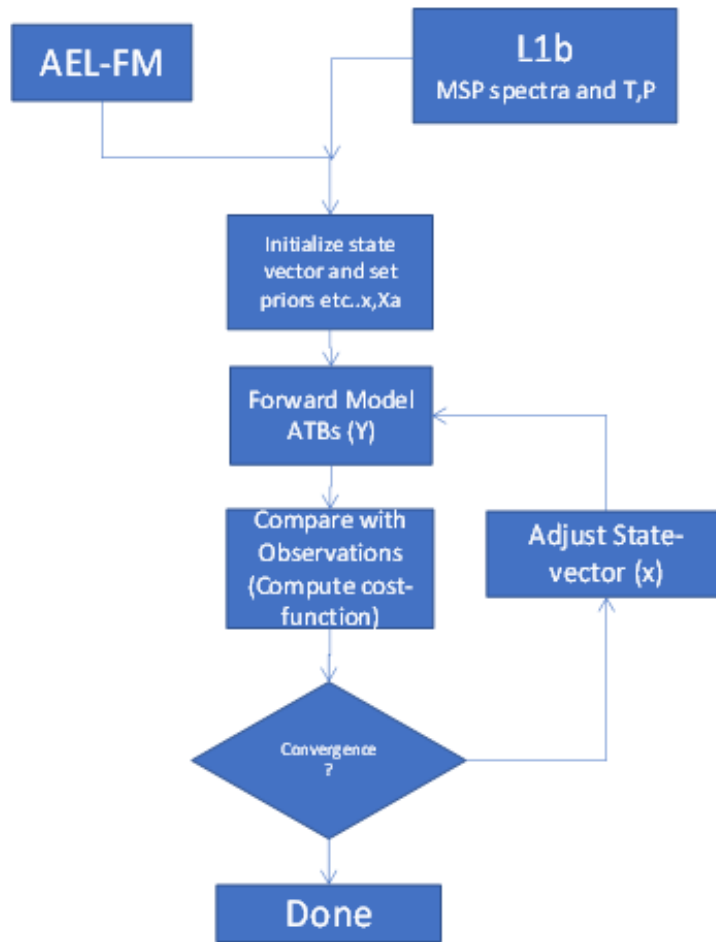 AEL-FM
L1b
MSP spectra and T,P
Initialize state
vector and set
priors etc..x,Xa
Forward Model
ATBs (Y)
Compare with
Observations
(Compute cost-
function)
Adjust State-
vector (x)
Convergence
?
Done